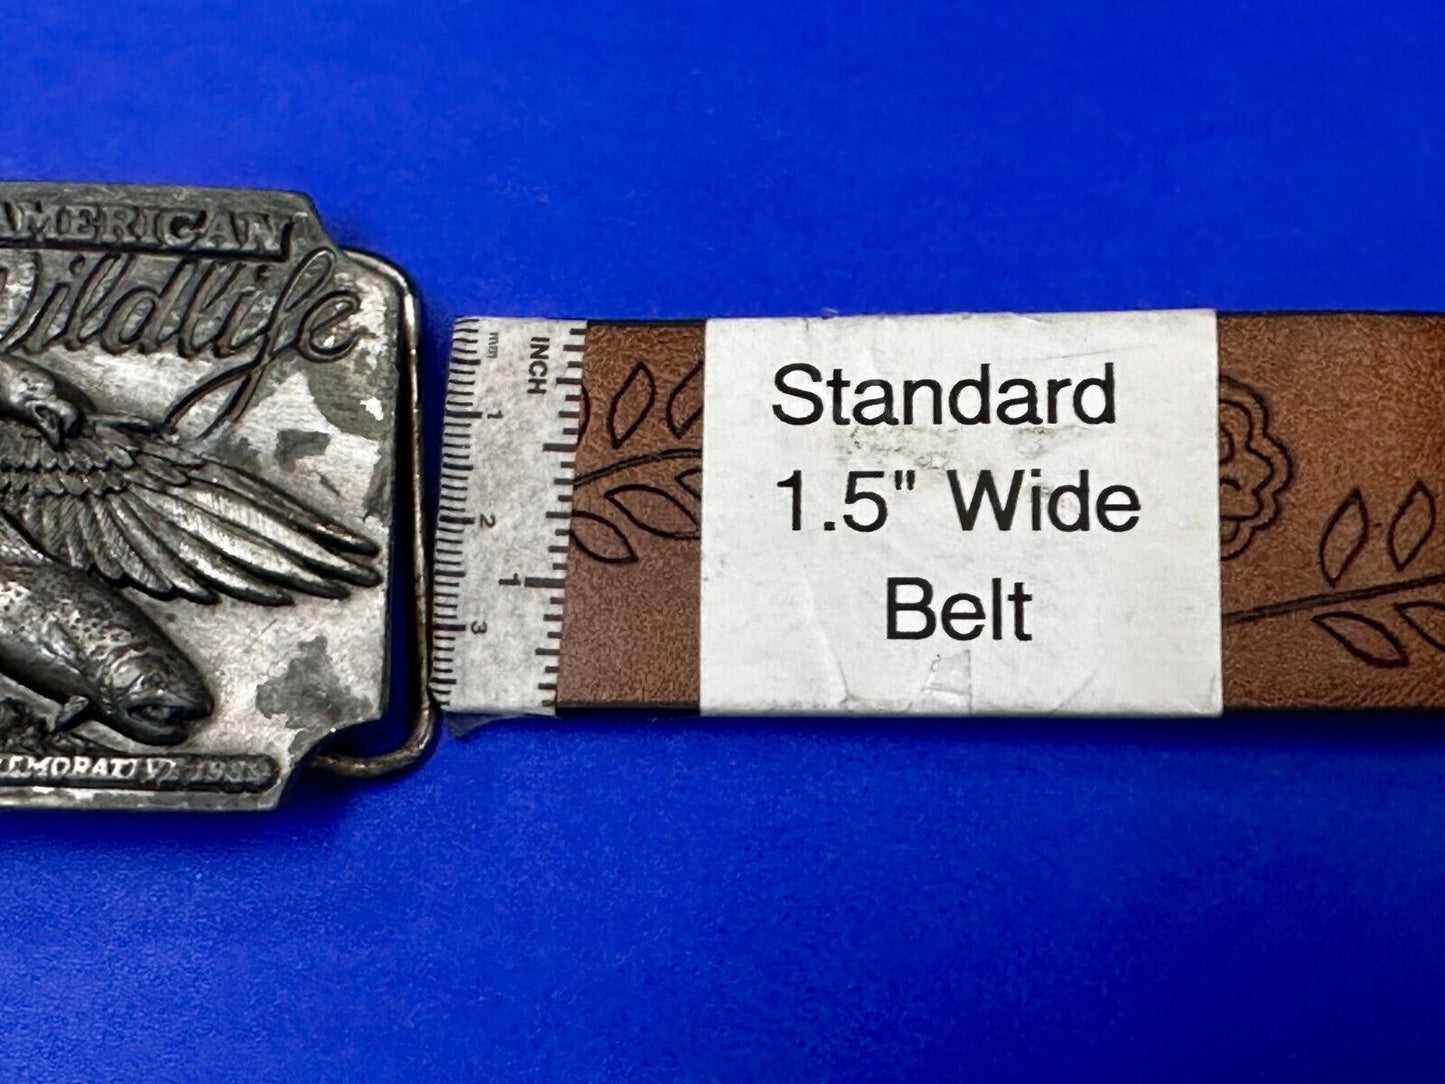 AMERICAN
Wildlife
Standard
1.5" Wide
Belt
INCH
mm
1
2
3
1